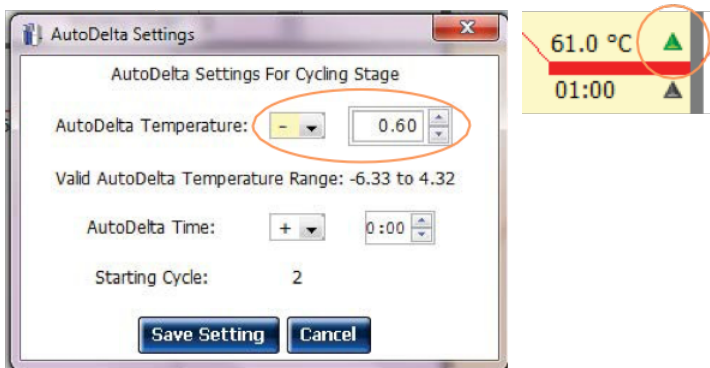 AutoDelta Settings
AutoDelta Settings For Cycling Stage
AutoDelta Temperature: - 0.60
Valid AutoDelta Temperature Range: -6.33 to 4.32
AutoDelta Time: + 0:00
Starting Cycle: 2
Save Setting Cancel
61.0 °C
01:00